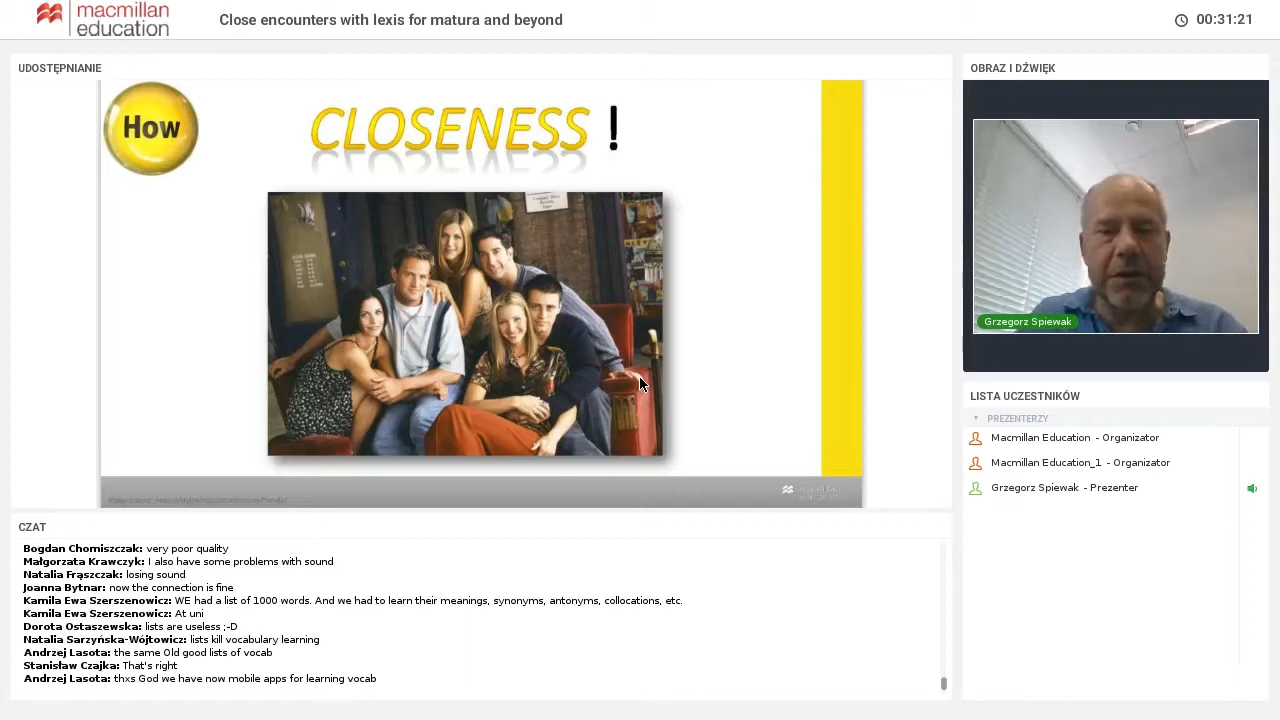 macmillan
education
Close encounters with lexis for matura and beyond
00:31:21
UDOSTĘPNIANIE
How
CLOSENESS !
OBRAZ I DŹWIĘK
Grzegorz Spiewak
LISTA UCZESTNIKÓW
PREZENTERZY
Macmillan Education - Organizator
Macmillan Education_1 - Organizator
Grzegorz Spiewak - Prezenter
CZAT
Bogdan Chomiszczak: very poor quality
Małgorzata Krawczyk: I also have some problems with sound
Natalia Frąszczak: losing sound
Joanna Bytnar: now the connection is fine
Kamila Ewa Szerszenowicz: WE had a list of 1000 words. And we had to learn their meanings, synonyms, antonyms, collocations, etc.
Kamila Ewa Szerszenowicz: At uni
Dorota Ostaszewska: lists are useless ;-D
Natalia Sarzyńska-Wójtowicz: lists kill vocabulary learning
Andrzej Lasota: the same Old good lists of vocab
Stanisław Czajka: That's right
Andrzej Lasota: thxs God we have now mobile apps for learning vocab